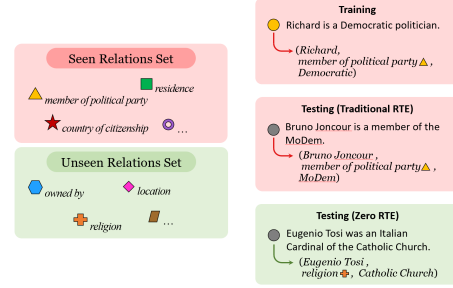 Seen Relations Set
residence
member of political party
country of citizenship
...
Unseen Relations Set
owned by
location
religion
...
Training
Richard is a Democratic politician.
(Richard,
member of political party ,
Democratic)
Testing (Traditional RTE)
Bruno Joncour is a member of the
MoDem.
(Bruno Joncour ,
member of political party ,
MoDem)
Testing (Zero RTE)
Eugenio Tosi was an Italian
Cardinal of the Catholic Church.
(Eugenio Tosi ,
religion , Catholic Church)